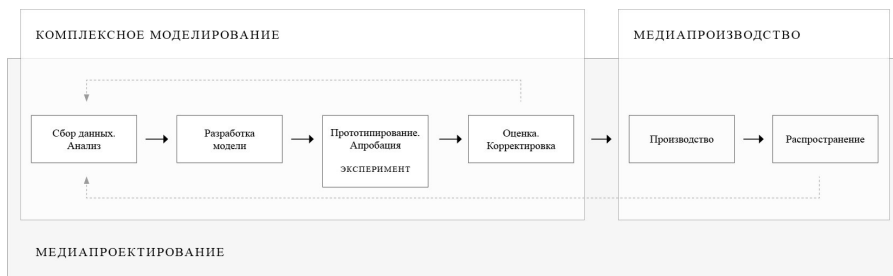 КОМПЛЕКСНОЕ МОДЕЛИРОВАНИЕ
МЕДИАПРОИЗВОДСТВО
Сбор данных.
Анализ
Разработка
модели
Прототипирование.
Апробация
ЭКСПЕРИМЕНТ
Оценка.
Корректировка
Производство
Распространение
МЕДИАПРОЕКТИРОВАНИЕ